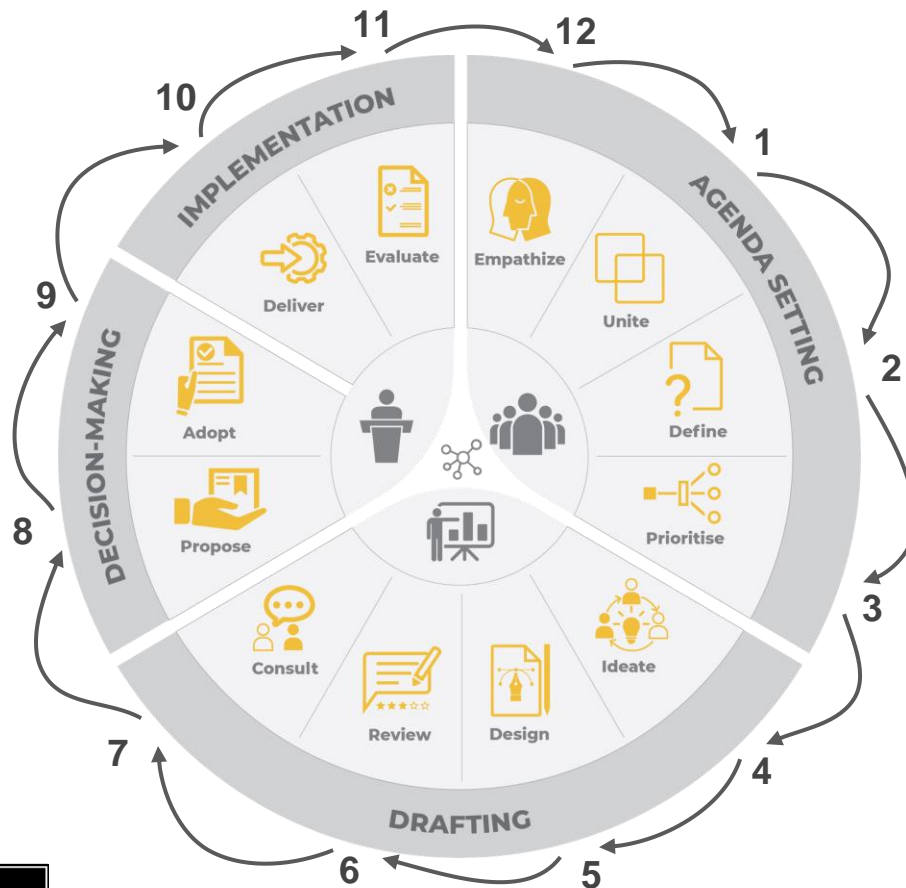 11
12
10
1
IMPLEMENTATION
AGENDA SETTING
Evaluate
Empathize
Deliver
Unite
9
2
DECISION-MAKING
Adopt
Define
Propose
Prioritise
8
3
Consult
Ideate
Review
Design
7
4
DRAFTING
6
5